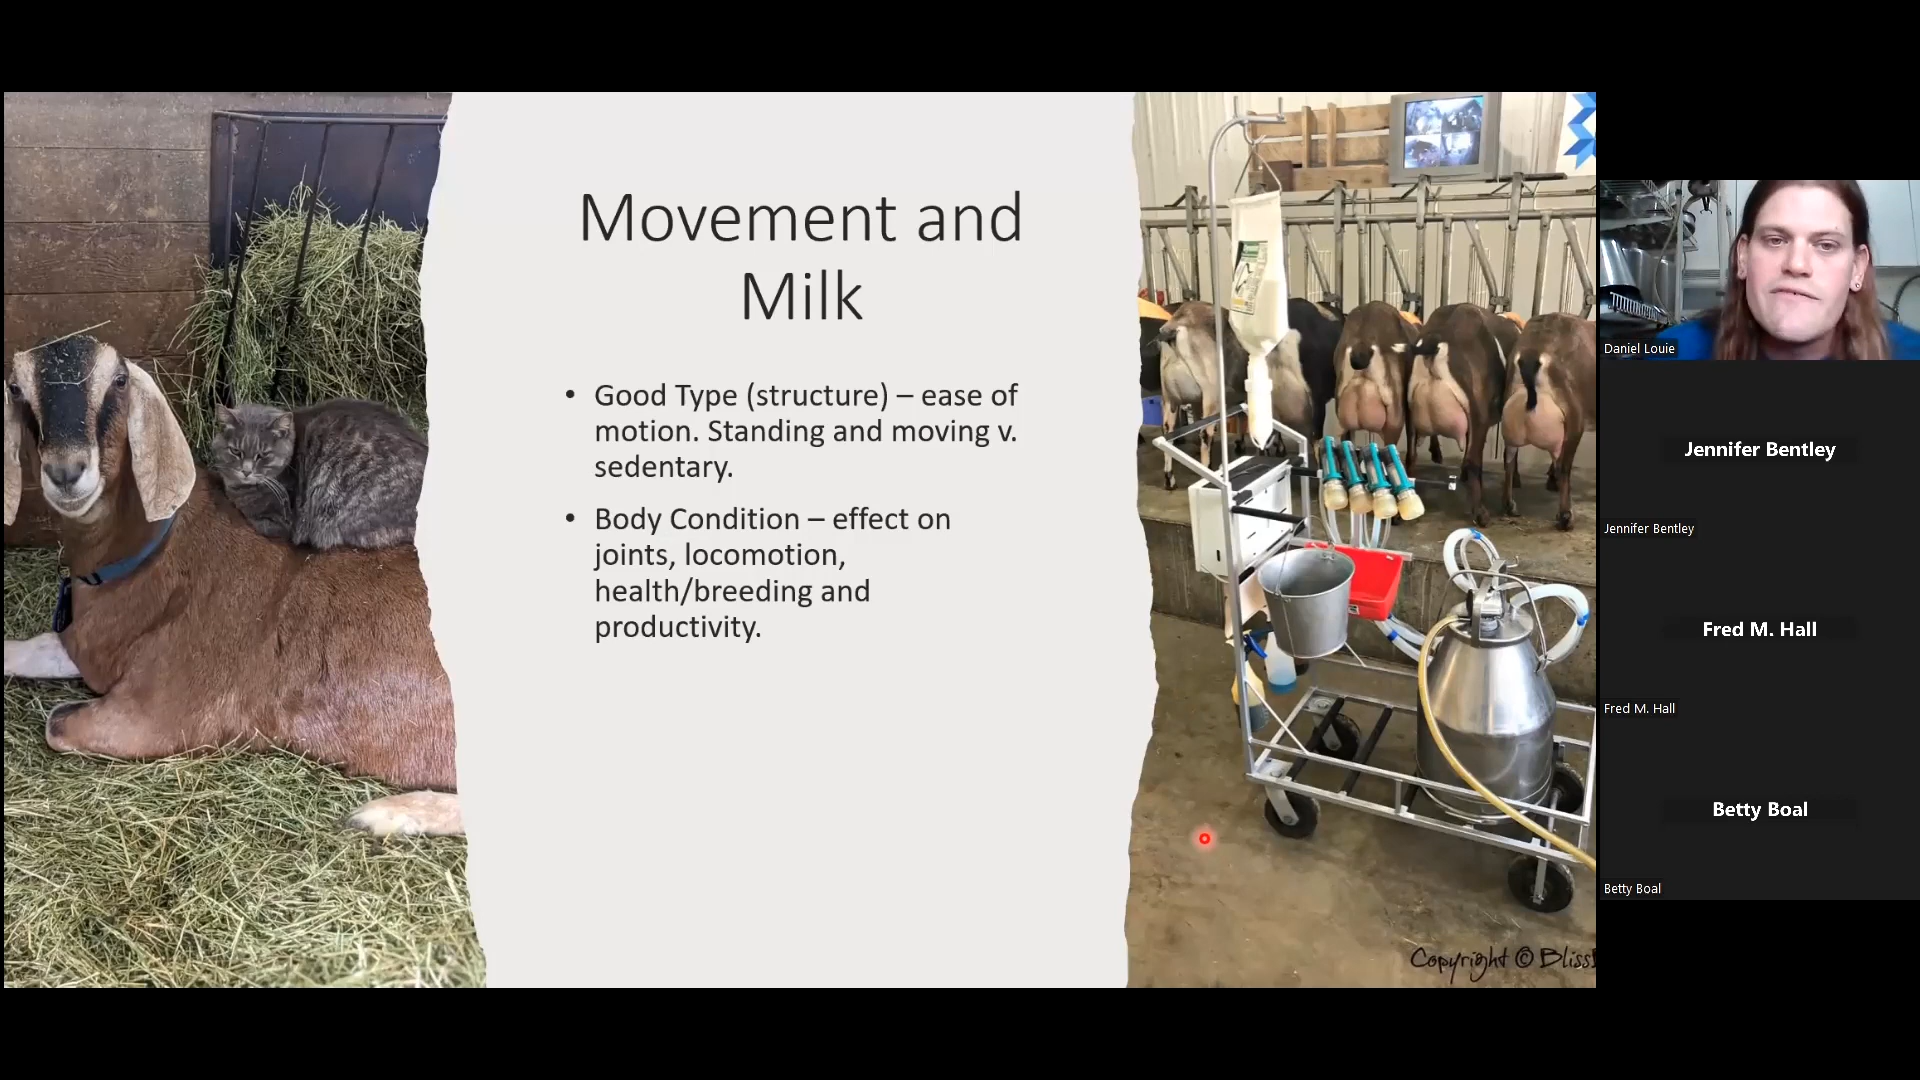 Movement and
Milk
• Good Type (structure) – ease of
motion. Standing and moving v.
sedentary.
• Body Condition – effect on
joints, locomotion,
health/breeding and
productivity.
Copyright © Bliss
Daniel Louie
Jennifer Bentley
Jennifer Bentley
Fred M. Hall
Fred M. Hall
Betty Boal
Betty Boal